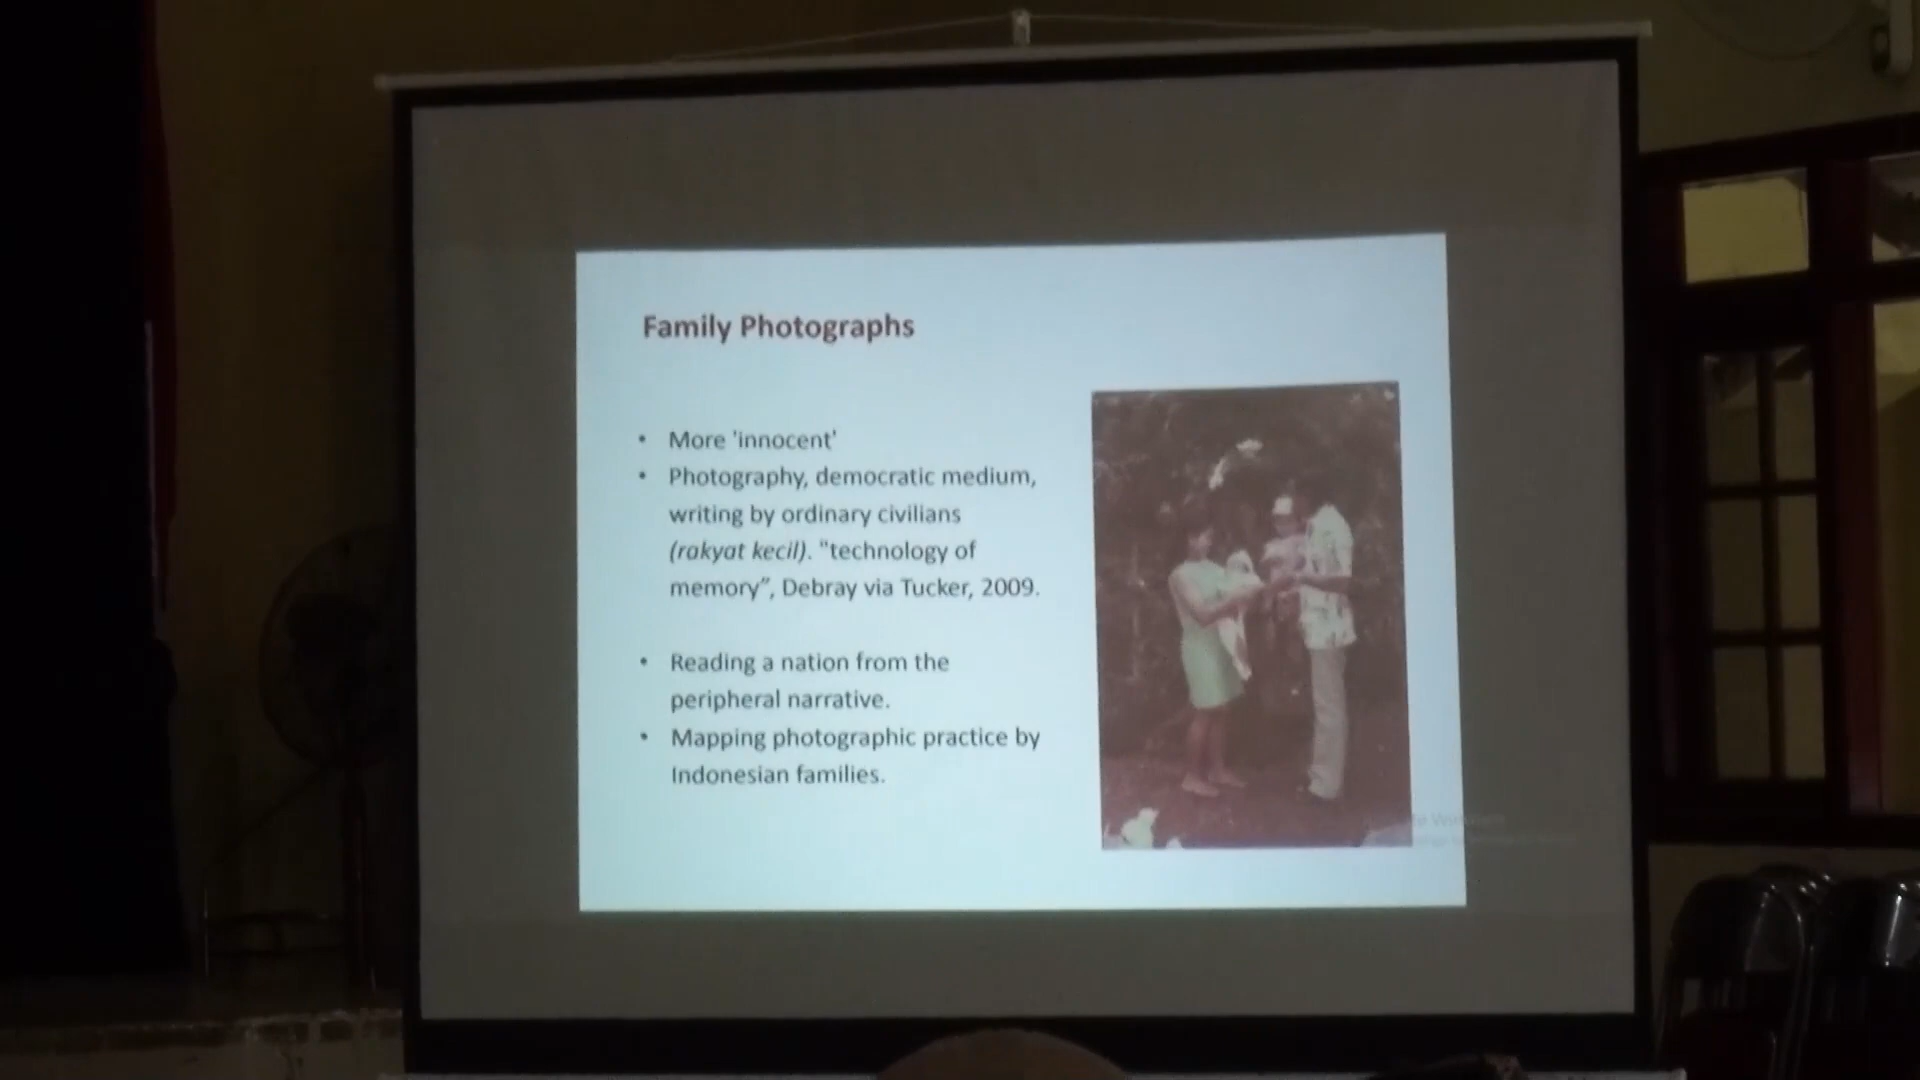 Family Photographs
• More 'innocent'
• Photography, democratic medium,
writing by ordinary civilians
(rakyat kecil). "technology of
memory”, Debray via Tucker, 2009.
• Reading a nation from the
peripheral narrative.
• Mapping photographic practice by
Indonesian families.